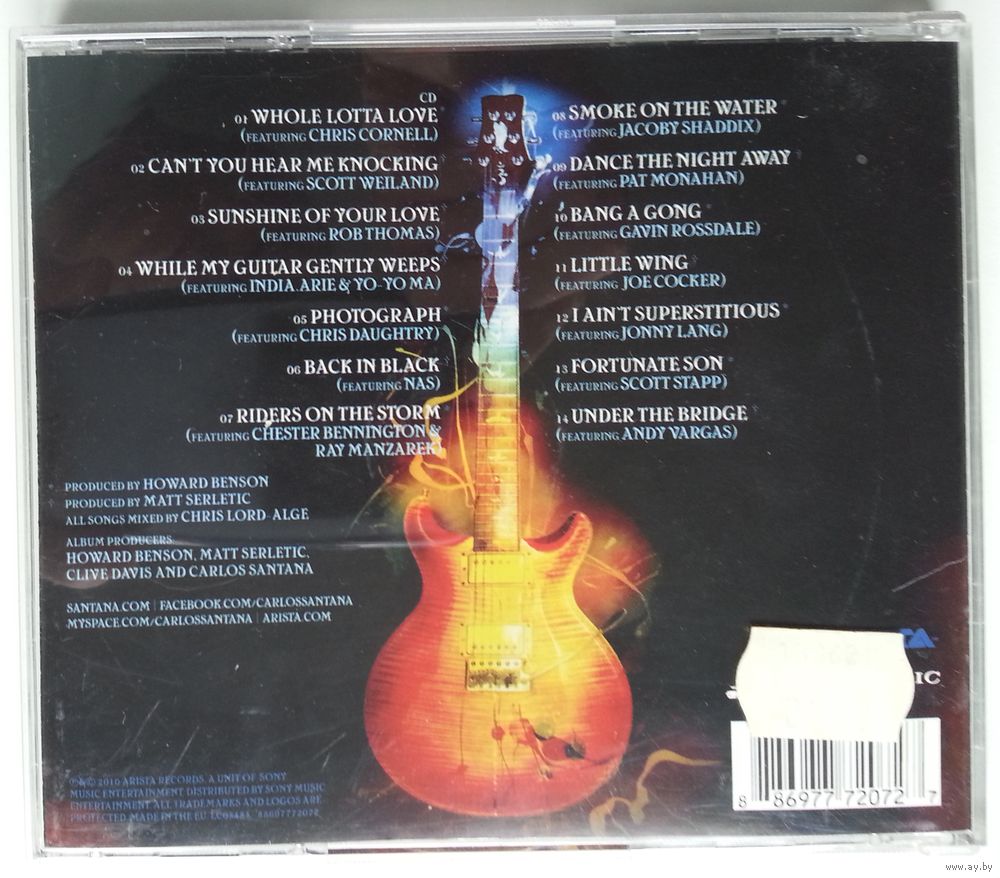 CD
01 WHOLE LOTTA LOVE
(FEATURING CHRIS CORNELL)
02 CAN'T YOU HEAR ME KNOCKING
(FEATURING SCOTT WEILAND)
03 SUNSHINE OF YOUR LOVE
(FEATURING ROB THOMAS)
04 WHILE MY GUITAR GENTLY WEEPS
(FEATURING INDIA.ARIE & YO-YO MA)
05 PHOTOGRAPH
(FEATURING CHRIS DAUGHTRY)
06 BACK IN BLACK
(FEATURING NAS)
07 RIDERS ON THE STORM
(FEATURING CHESTER BENNINGTON &
RAY MANZAREK)
08 SMOKE ON THE WATER
(FEATURING JACOBY SHADDIX)
09 DANCE THE NIGHT AWAY
(FEATURING PAT MONAHAN)
10 BANG A GONG
(FEATURING GAVIN ROSSDALE)
11 LITTLE WING
(FEATURING JOE COCKER)
12 I AIN'T SUPERSTITIOUS
(FEATURING JONNY LANG)
13 FORTUNATE SON
(FEATURING SCOTT STAPP)
14 UNDER THE BRIDGE
(FEATURING ANDY VARGAS)
PRODUCED BY HOWARD BENSON
PRODUCED BY MATT SERLETIC
ALL SONGS MIXED BY CHRIS LORD-ALGE
ALBUM PRODUCERS:
HOWARD BENSON, MATT SERLETIC,
CLIVE DAVIS AND CARLOS SANTANA
SANTANA.COM | FACEBOOK.COM/CARLOSSANTANA
MYSPACE.COM/CARLOSSANTANA | ARISTA.COM
℗&© 2010 ARISTA RECORDS, A UNIT OF SONY
MUSIC ENTERTAINMENT. DISTRIBUTED BY SONY MUSIC
ENTERTAINMENT. ALL TRADEMARKS AND LOGOS ARE
PROTECTED. MADE IN THE EU. LC03484. 88697772072
8 86977 72072 7
www.ay.by